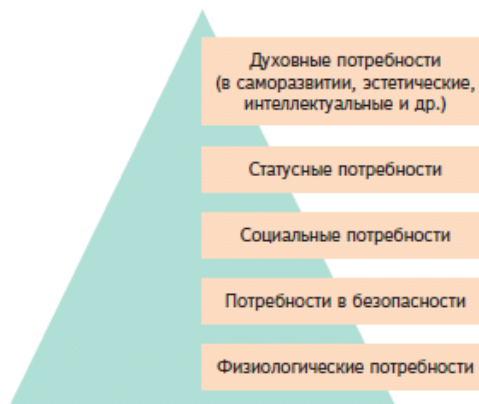 Духовные потребности
(в саморазвитии, эстетические,
интеллектуальные и др.)
Статусные потребности
Социальные потребности
Потребности в безопасности
Физиологические потребности